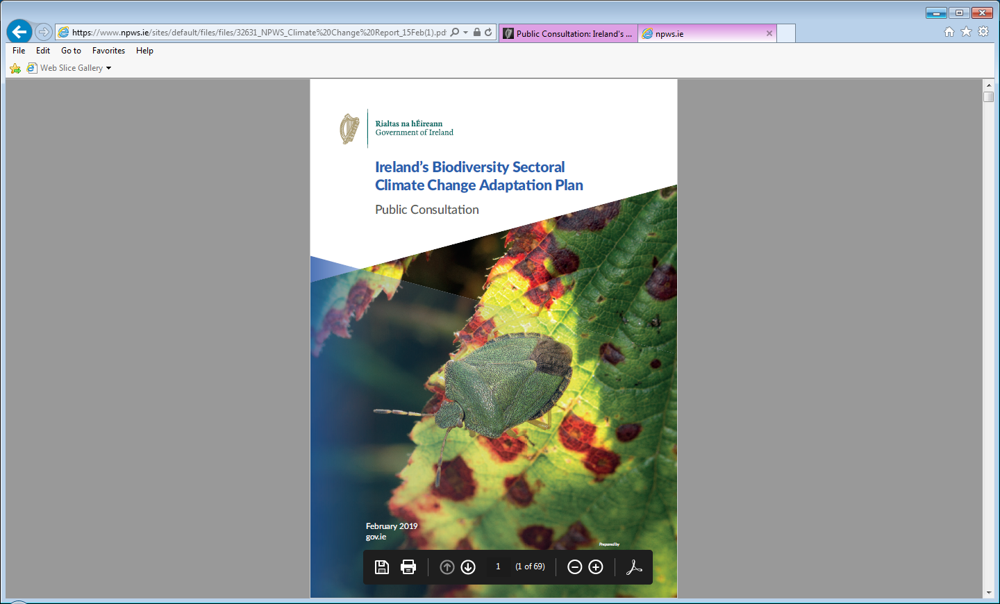 https://www.npws.ie/sites/default/files/files/32631_NPWS_Climate%20Change%20Report_15Feb(1).pd
Public Consultation: Ireland's ...
npws.ie
File Edit Go to Favorites Help
Web Slice Gallery
Rialtas na hÉireann
Government of Ireland
Ireland's Biodiversity Sectoral
Climate Change Adaptation Plan
Public Consultation
February 2019
gov.ie
Prepared by
1 (1 of 69)